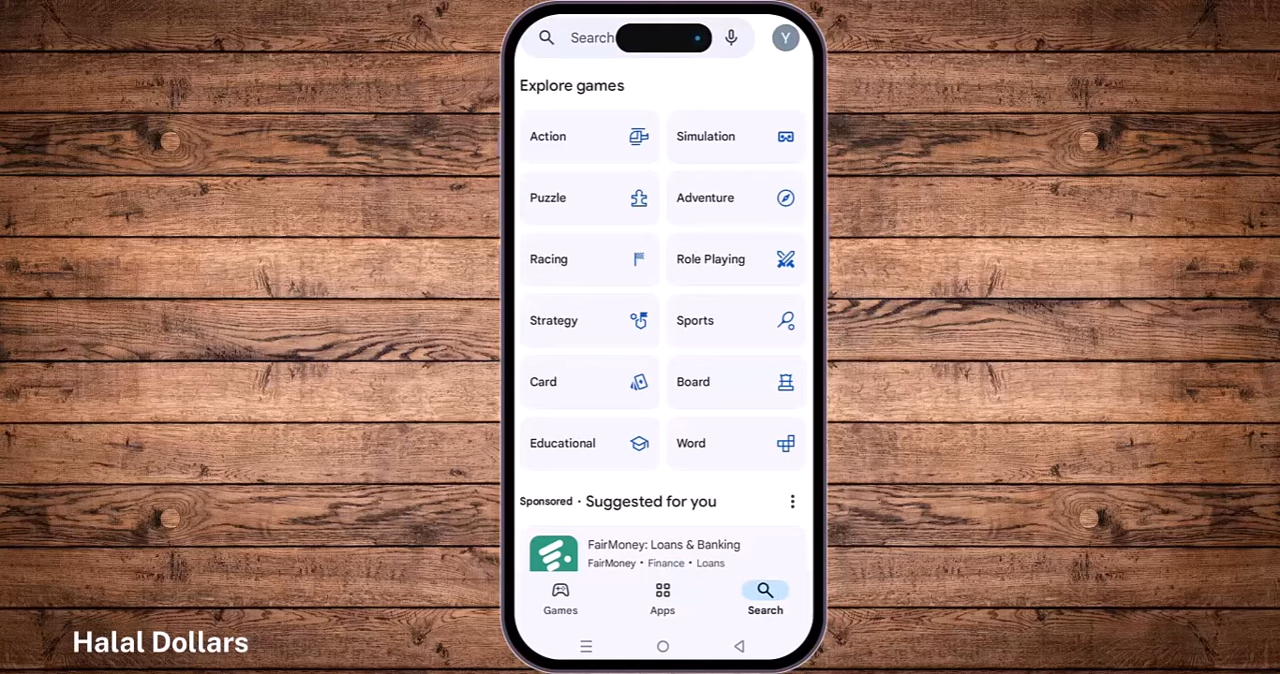 Search
Y
Explore games
Action
Simulation
Puzzle
Adventure
Racing
Role Playing
Strategy
Sports
Card
Board
Educational
Word
Sponsored · Suggested for you
FairMoney: Loans & Banking
FairMoney • Finance • Loans
Games
Apps
Search
Halal Dollars